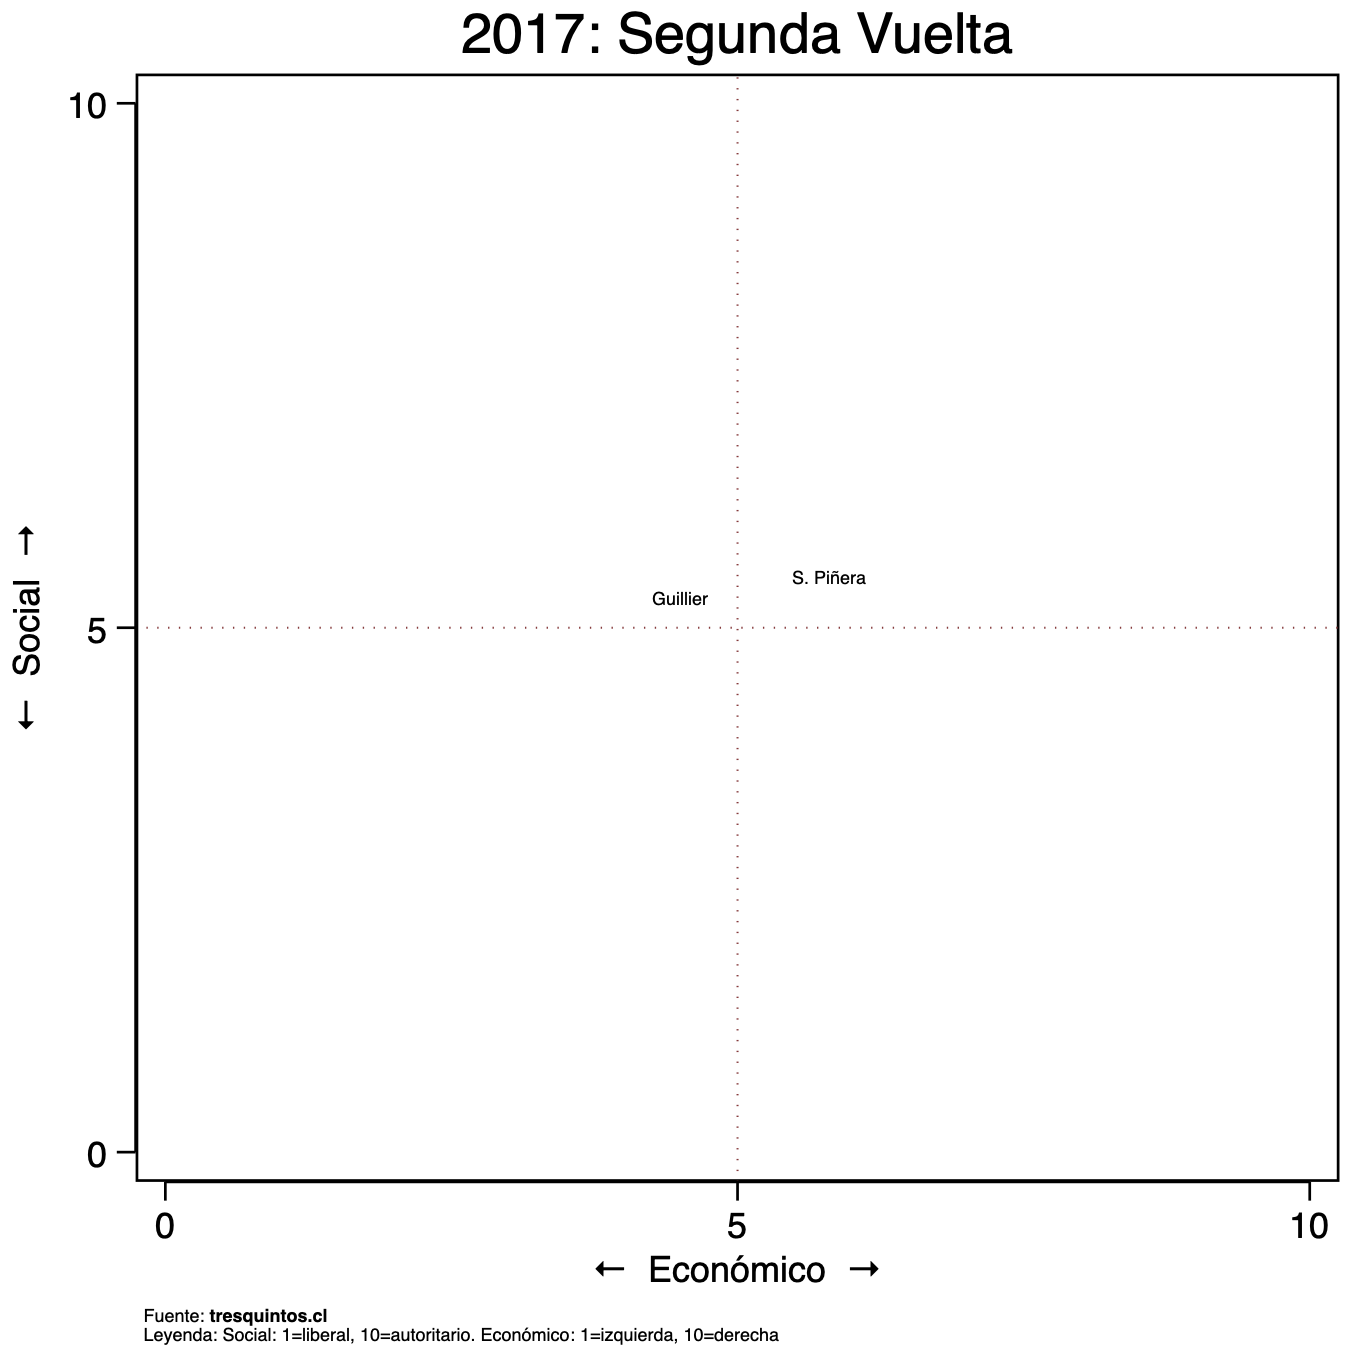 2017: Segunda Vuelta
10
S. Piñera
Guillier
5
← Social →
0
0 5 10
← Económico →
Fuente: tresquintos.cl
Leyenda: Social: 1=liberal, 10=autoritario. Económico: 1=izquierda, 10=derecha